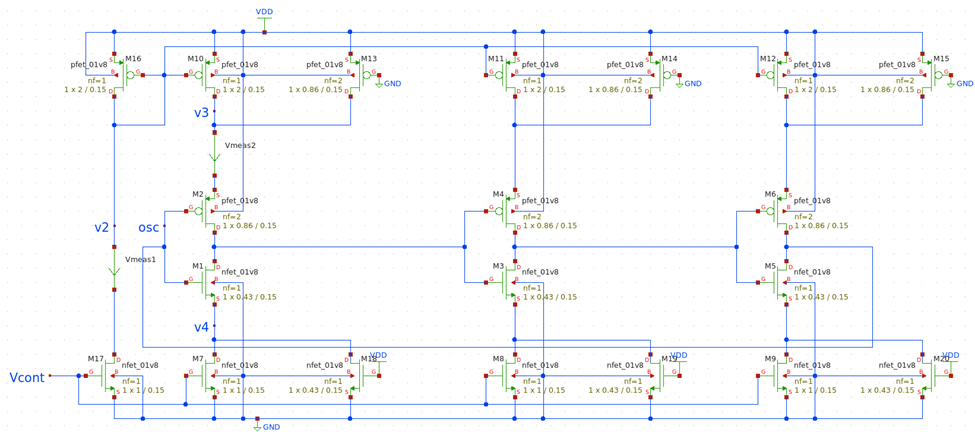 VDD
M16 M10 M13 M11 M14 M12 M15
pfet_01v8 pfet_01v8 pfet_01v8 pfet_01v8 pfet_01v8 pfet_01v8 pfet_01v8
nf=1 nf=1 nf=2 nf=1 nf=2 nf=1 nf=2
GND GND GND
1 x 2 / 0.15 1 x 2 / 0.15 1 x 0.86 / 0.15 1 x 2 / 0.15 1 x 0.86 / 0.15 1 x 2 / 0.15 1 x 0.86 / 0.15
v3
Vmeas2
M2 M4 M6
pfet_01v8 pfet_01v8 pfet_01v8
nf=2 nf=2 nf=2
v2 osc 1 x 0.86 / 0.15 1 x 0.86 / 0.15 1 x 0.86 / 0.15
Vmeas1
M1 M3 M5
nfet_01v8 nfet_01v8 nfet_01v8
nf=1 nf=1 nf=1
1 x 0.43 / 0.15 1 x 0.43 / 0.15 1 x 0.43 / 0.15
v4
M17 M7 M18 VDD M8 M19 VDD M9 M20 VDD
nfet_01v8 nfet_01v8 nfet_01v8 nfet_01v8 nfet_01v8 nfet_01v8 nfet_01v8
Vcont nf=1 nf=1 nf=1 nf=1 nf=1 nf=1 nf=1
1 x 1 / 0.15 1 x 1 / 0.15 1 x 0.43 / 0.15 1 x 1 / 0.15 1 x 0.43 / 0.15 1 x 1 / 0.15 1 x 0.43 / 0.15
GND